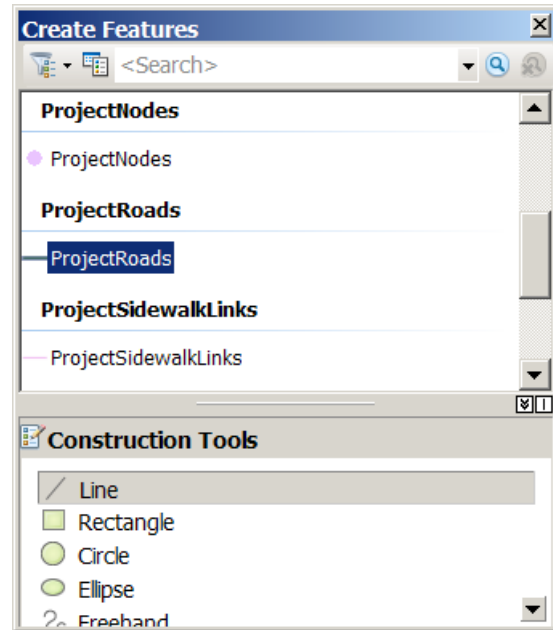 Create Features
<Search>
ProjectNodes
ProjectNodes
ProjectRoads
ProjectRoads
ProjectSidewalkLinks
ProjectSidewalkLinks
Construction Tools
Line
Rectangle
Circle
Ellipse
Freehand